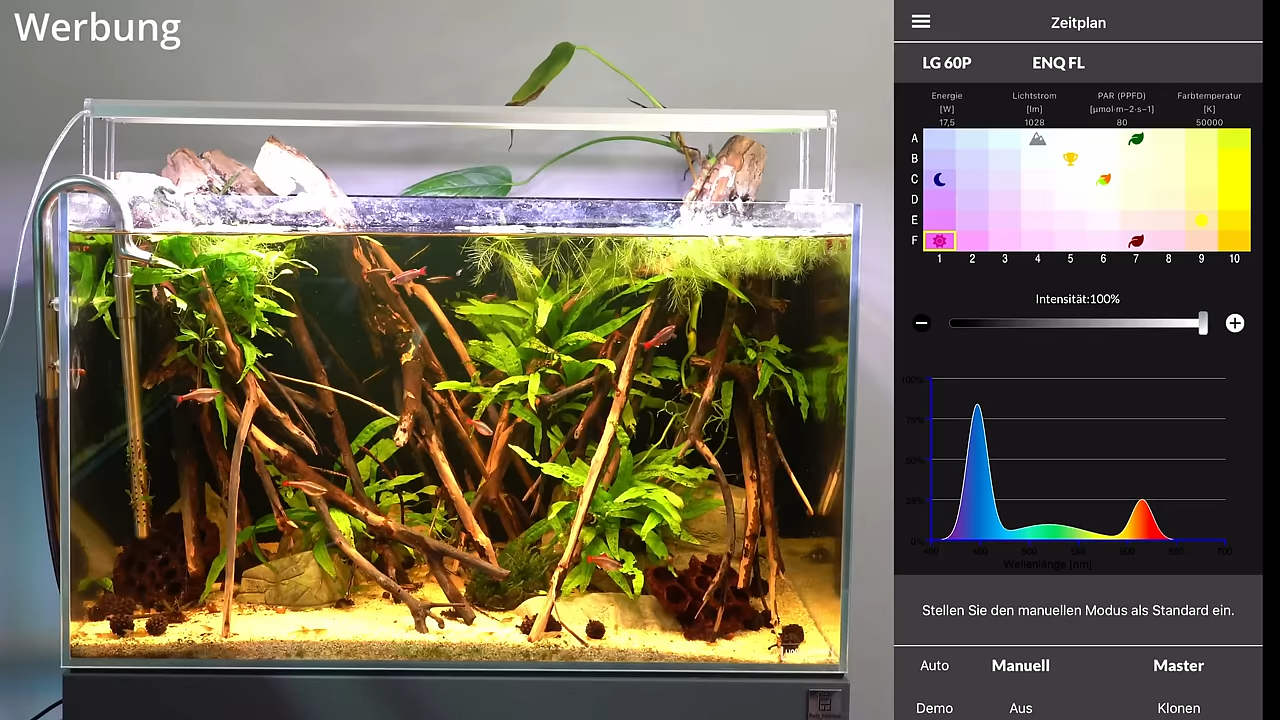 Werbung
Zeitplan
LG 60P ENQ FL
Energie Lichtstrom PAR (PPFD) Farbtemperatur
[W] [lm] [μmol·m−2·s−1] [K]
17,5 1028 80 50000
A
B
C
D
E
F
1 2 3 4 5 6 7 8 9 10
Intensität:100%
100%
75%
50%
25%
0%
400 450 500 550 600 650 700
Wellenlänge [nm]
Stellen Sie den manuellen Modus als Standard ein.
Auto Manuell Master
Demo Aus Klonen